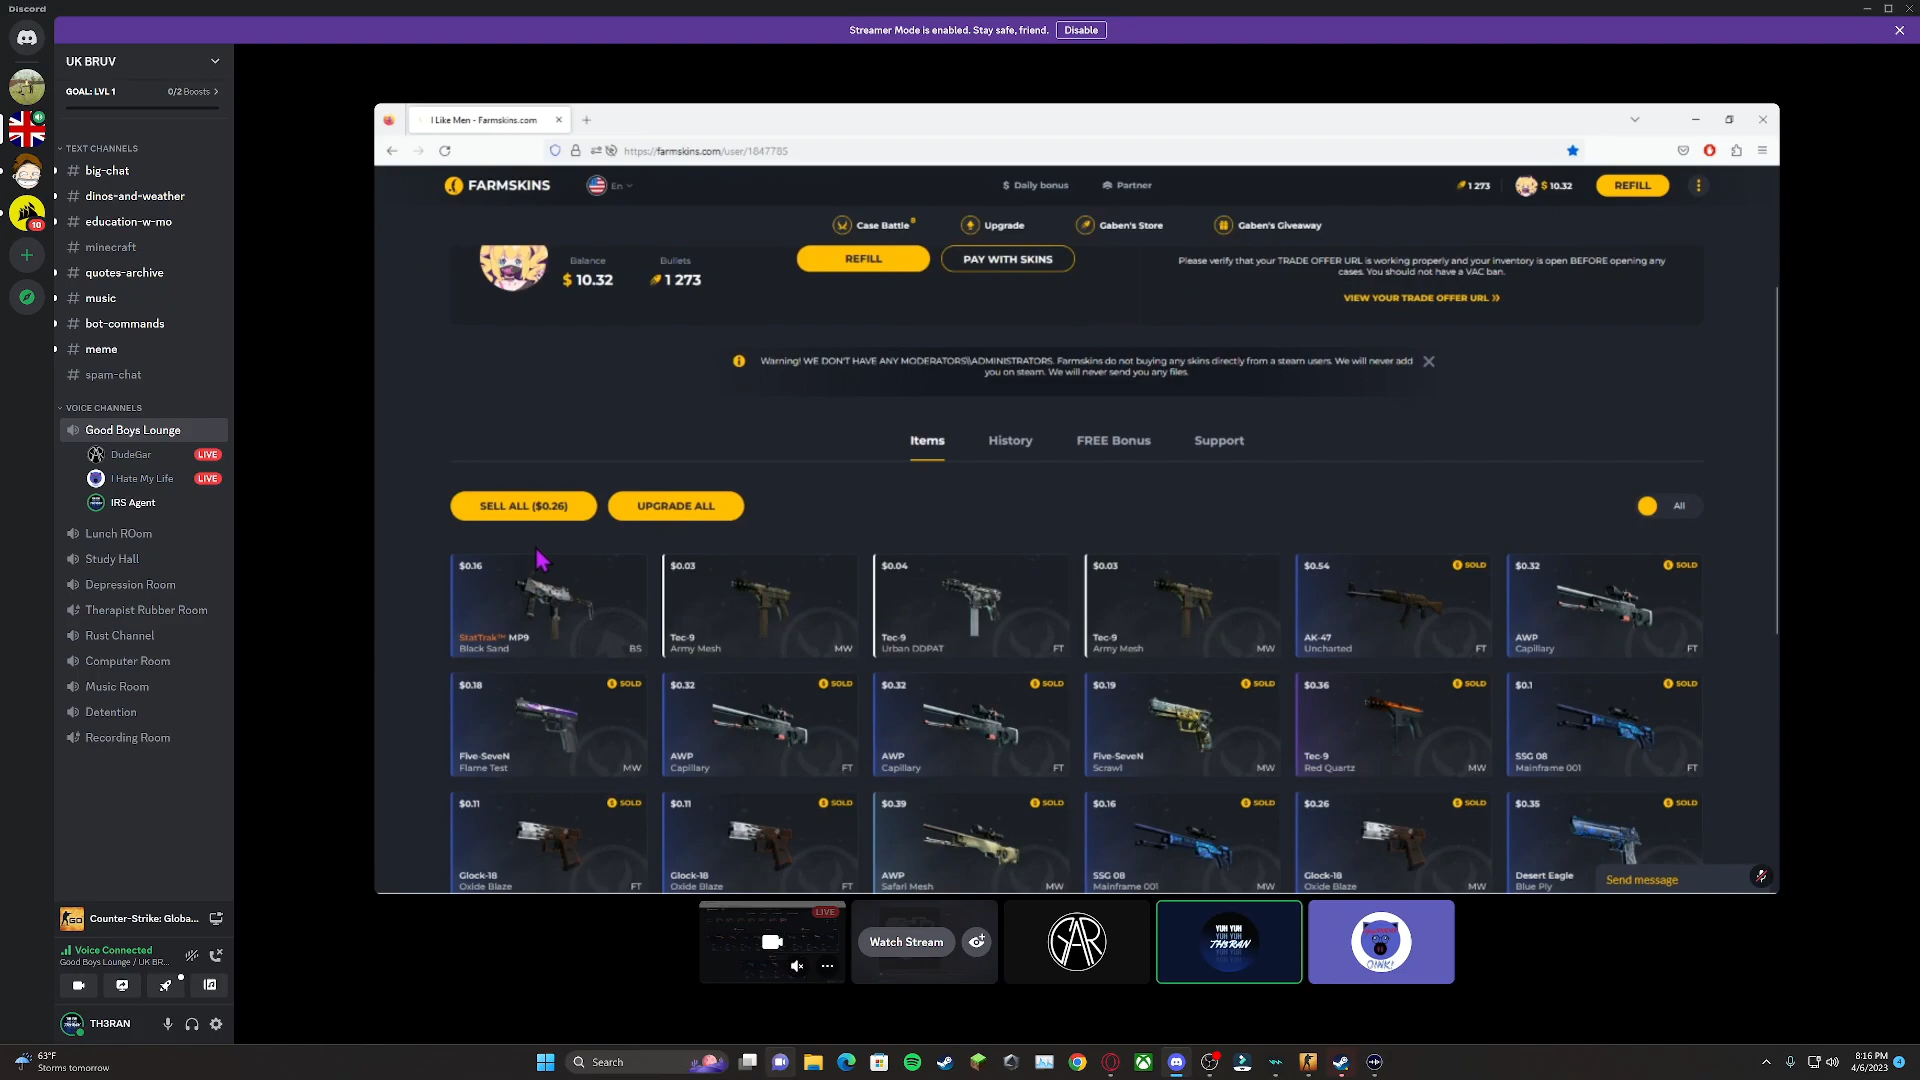 Discord
Streamer Mode is enabled. Stay safe, friend. Disable
UK BRUV
GOAL: LVL 1 0/2 Boosts
TEXT CHANNELS
big-chat
dinos-and-weather
education-w-mo
minecraft
quotes-archive
music
bot-commands
meme
spam-chat
VOICE CHANNELS
Good Boys Lounge
DudeGar LIVE
I Hate My Life LIVE
IRS Agent
Lunch ROom
Study Hall
Depression Room
Therapist Rubber Room
Rust Channel
Computer Room
Music Room
Detention
Recording Room
10
Counter-Strike: Globa...
Voice Connected
Good Boys Lounge / UK BR...
TH3RAN
I Like Men - Farmskins.com
https://farmskins.com/user/1847785
FARMSKINS En $ Daily bonus Partner 1 273 $ 10.32 REFILL
Case Battle Upgrade Gaben's Store Gaben's Giveaway
Balance
$ 10.32
Bullets
1 273
REFILL PAY WITH SKINS
Please verify that your TRADE OFFER URL is working properly and your inventory is open BEFORE opening any
cases. You should not have a VAC ban.
VIEW YOUR TRADE OFFER URL
Warning! WE DON'T HAVE ANY MODERATORS\ADMINISTRATORS. Farmskins do not buying any skins directly from a steam users. We will never add
you on steam. We will never send you any files.
Items History FREE Bonus Support
SELL ALL ($0.26) UPGRADE ALL All
$0.16 $0.03 $0.04 $0.03 $0.54 SOLD $0.32 SOLD
StatTrak™ MP9 Tec-9 Tec-9 Tec-9 AK-47 AWP
Black Sand BS Army Mesh MW Urban DDPAT FT Army Mesh MW Uncharted FT Capillary FT
$0.18 SOLD $0.32 SOLD $0.32 SOLD $0.19 SOLD $0.36 SOLD $0.1 SOLD
Five-SeveN AWP AWP Five-SeveN Tec-9 SSG 08
Flame Test MW Capillary FT Capillary FT Scrawl MW Red Quartz MW Mainframe 001 FT
$0.11 SOLD $0.11 SOLD $0.39 SOLD $0.16 SOLD $0.26 SOLD $0.35 SOLD
Glock-18 Glock-18 AWP SSG 08 Glock-18 Desert Eagle
Oxide Blaze FT Oxide Blaze FT Safari Mesh MW Mainframe 001 MW Oxide Blaze MW Blue Ply
Send message
LIVE
Watch Stream
YUH YUH
YUH YUH
TH3RAN
OINK!
63°F
Storms tomorrow
Search
8:16 PM
4/6/2023
4